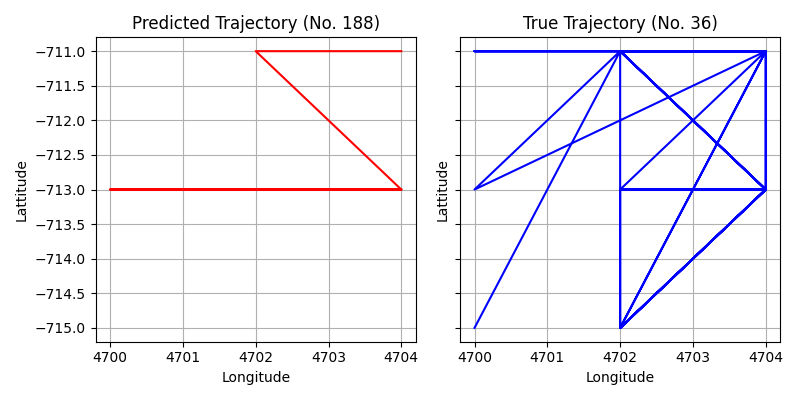 Predicted Trajectory (No. 188)
True Trajectory (No. 36)
−711.0
−711.5
−712.0
−712.5
−713.0
−713.5
−714.0
−714.5
−715.0
Lattitude
Lattitude
4700 4701 4702 4703 4704
4700 4701 4702 4703 4704
Longitude
Longitude